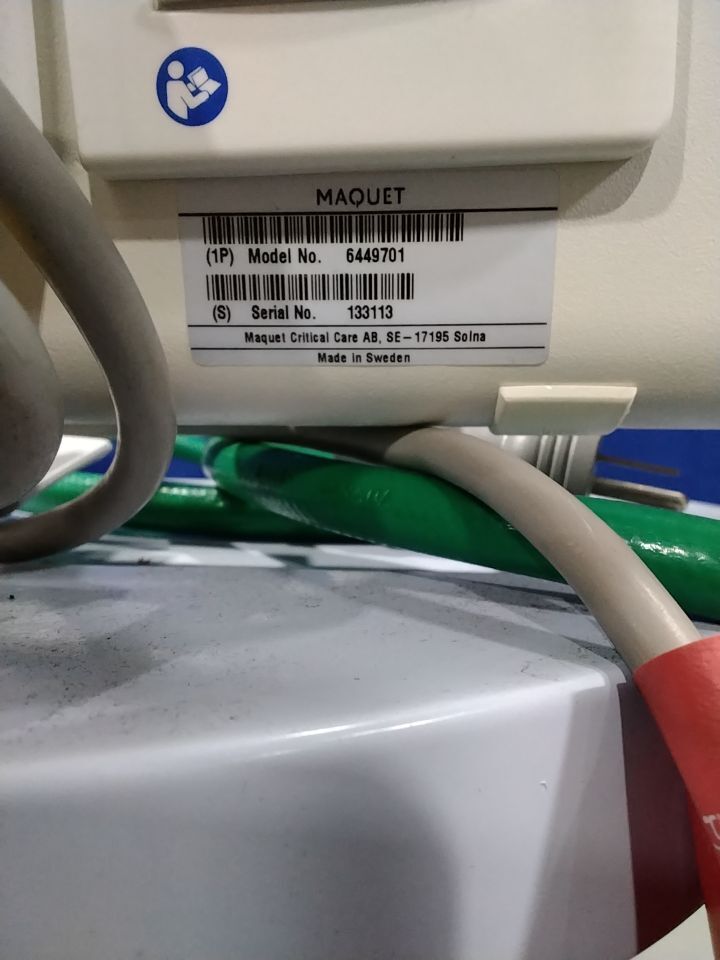 MAQUET
(1P) Model No. 6449701
(S) Serial No. 133113
Maquet Critical Care AB, SE-17195 Solna
Made in Sweden